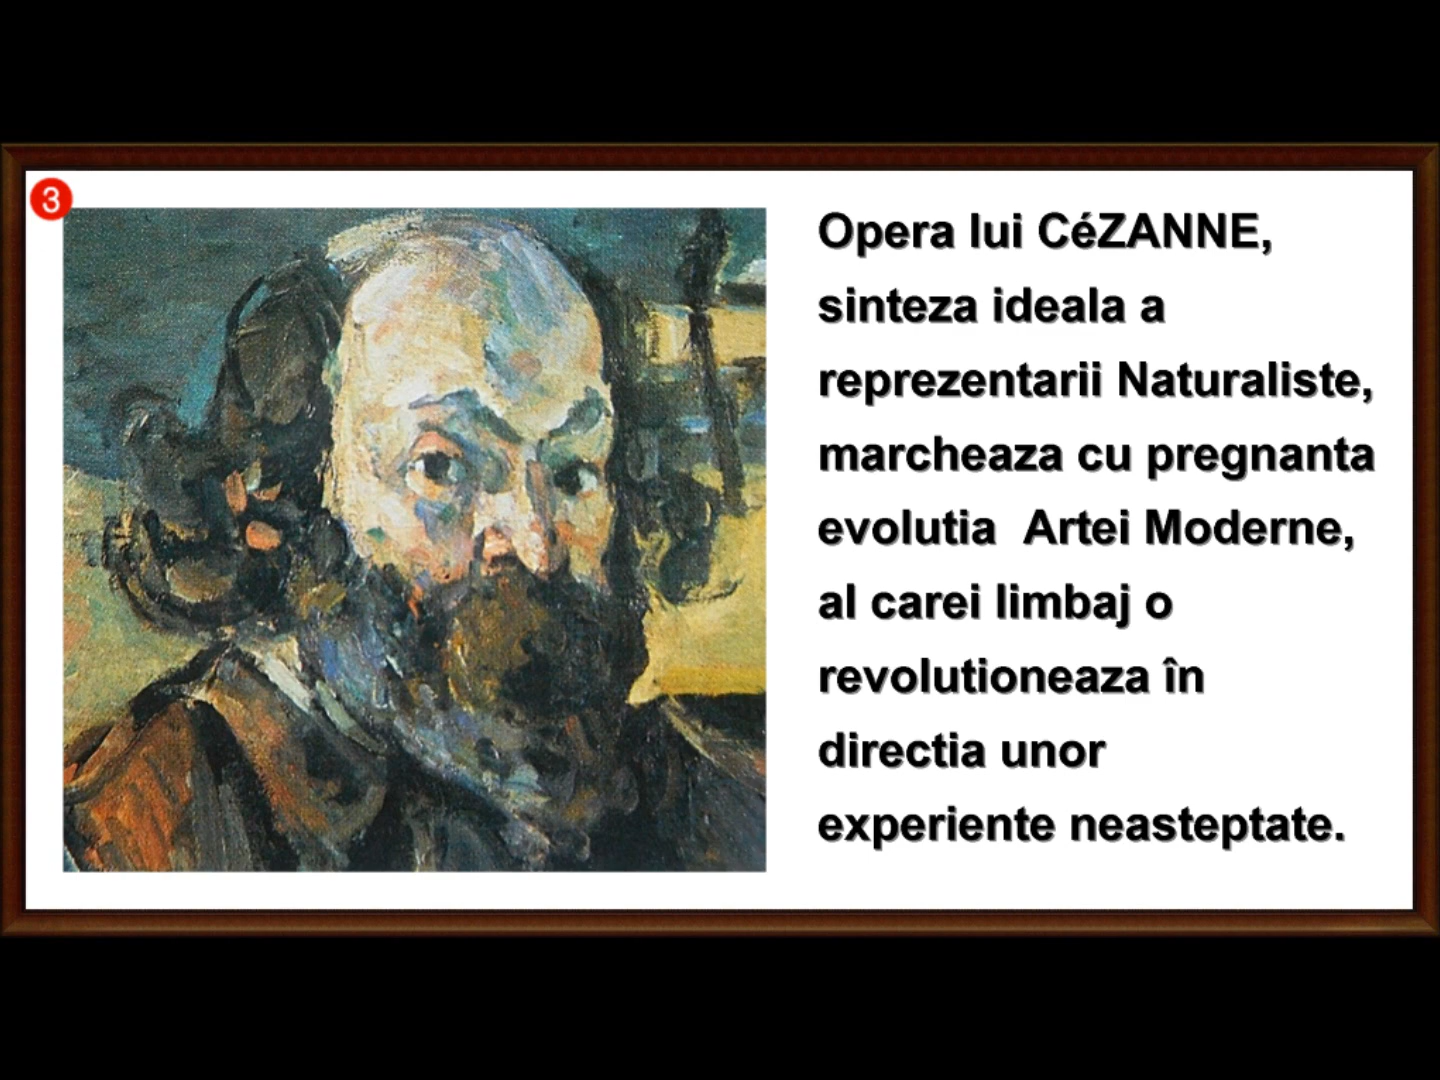 3
Opera lui CéZANNE,
sinteza ideala a
reprezentarii Naturaliste,
marcheaza cu pregnanta
evolutia  Artei Moderne,
al carei limbaj o
revolutioneaza în
directia unor
experiente neasteptate.